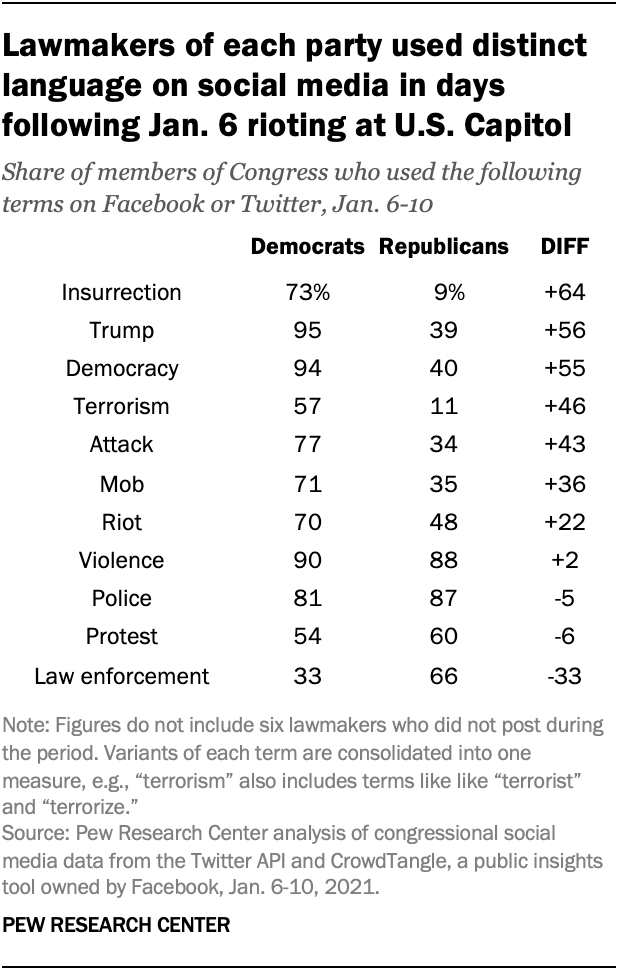 Lawmakers of each party used distinct
language on social media in days
following Jan. 6 rioting at U.S. Capitol
Share of members of Congress who used the following
terms on Facebook or Twitter, Jan. 6-10
Democrats Republicans DIFF
Insurrection 73% 9% +64
Trump 95 39 +56
Democracy 94 40 +55
Terrorism 57 11 +46
Attack 77 34 +43
Mob 71 35 +36
Riot 70 48 +22
Violence 90 88 +2
Police 81 87 -5
Protest 54 60 -6
Law enforcement 33 66 -33
Note: Figures do not include six lawmakers who did not post during
the period. Variants of each term are consolidated into one
measure, e.g., “terrorism” also includes terms like like “terrorist”
and “terrorize.”
Source: Pew Research Center analysis of congressional social
media data from the Twitter API and CrowdTangle, a public insights
tool owned by Facebook, Jan. 6-10, 2021.
PEW RESEARCH CENTER